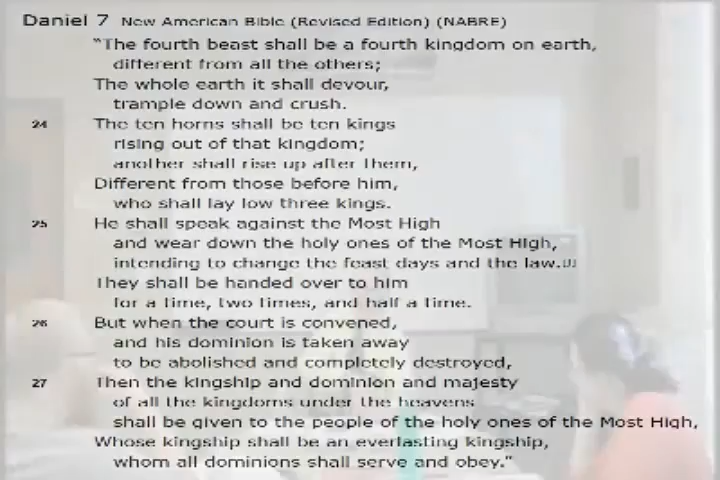 Daniel 7 New American Bible (Revised Edition) (NABRE)
"The fourth beast shall be a fourth kingdom on earth,
different from all the others;
The whole earth it shall devour,
trample down and crush.
24 The ten horns shall be ten kings
rising out of that kingdom;
another shall rise up after them,
Different from those before him,
who shall lay low three kings.
25 He shall speak against the Most High
and wear down the holy ones of the Most High,
intending to change the feast days and the law.[J]
They shall be handed over to him
for a time, two times, and half a time.
26 But when the court is convened,
and his dominion is taken away
to be abolished and completely destroyed,
27 Then the kingship and dominion and majesty
of all the kingdoms under the heavens
shall be given to the people of the holy ones of the Most High,
Whose kingship shall be an everlasting kingship,
whom all dominions shall serve and obey."